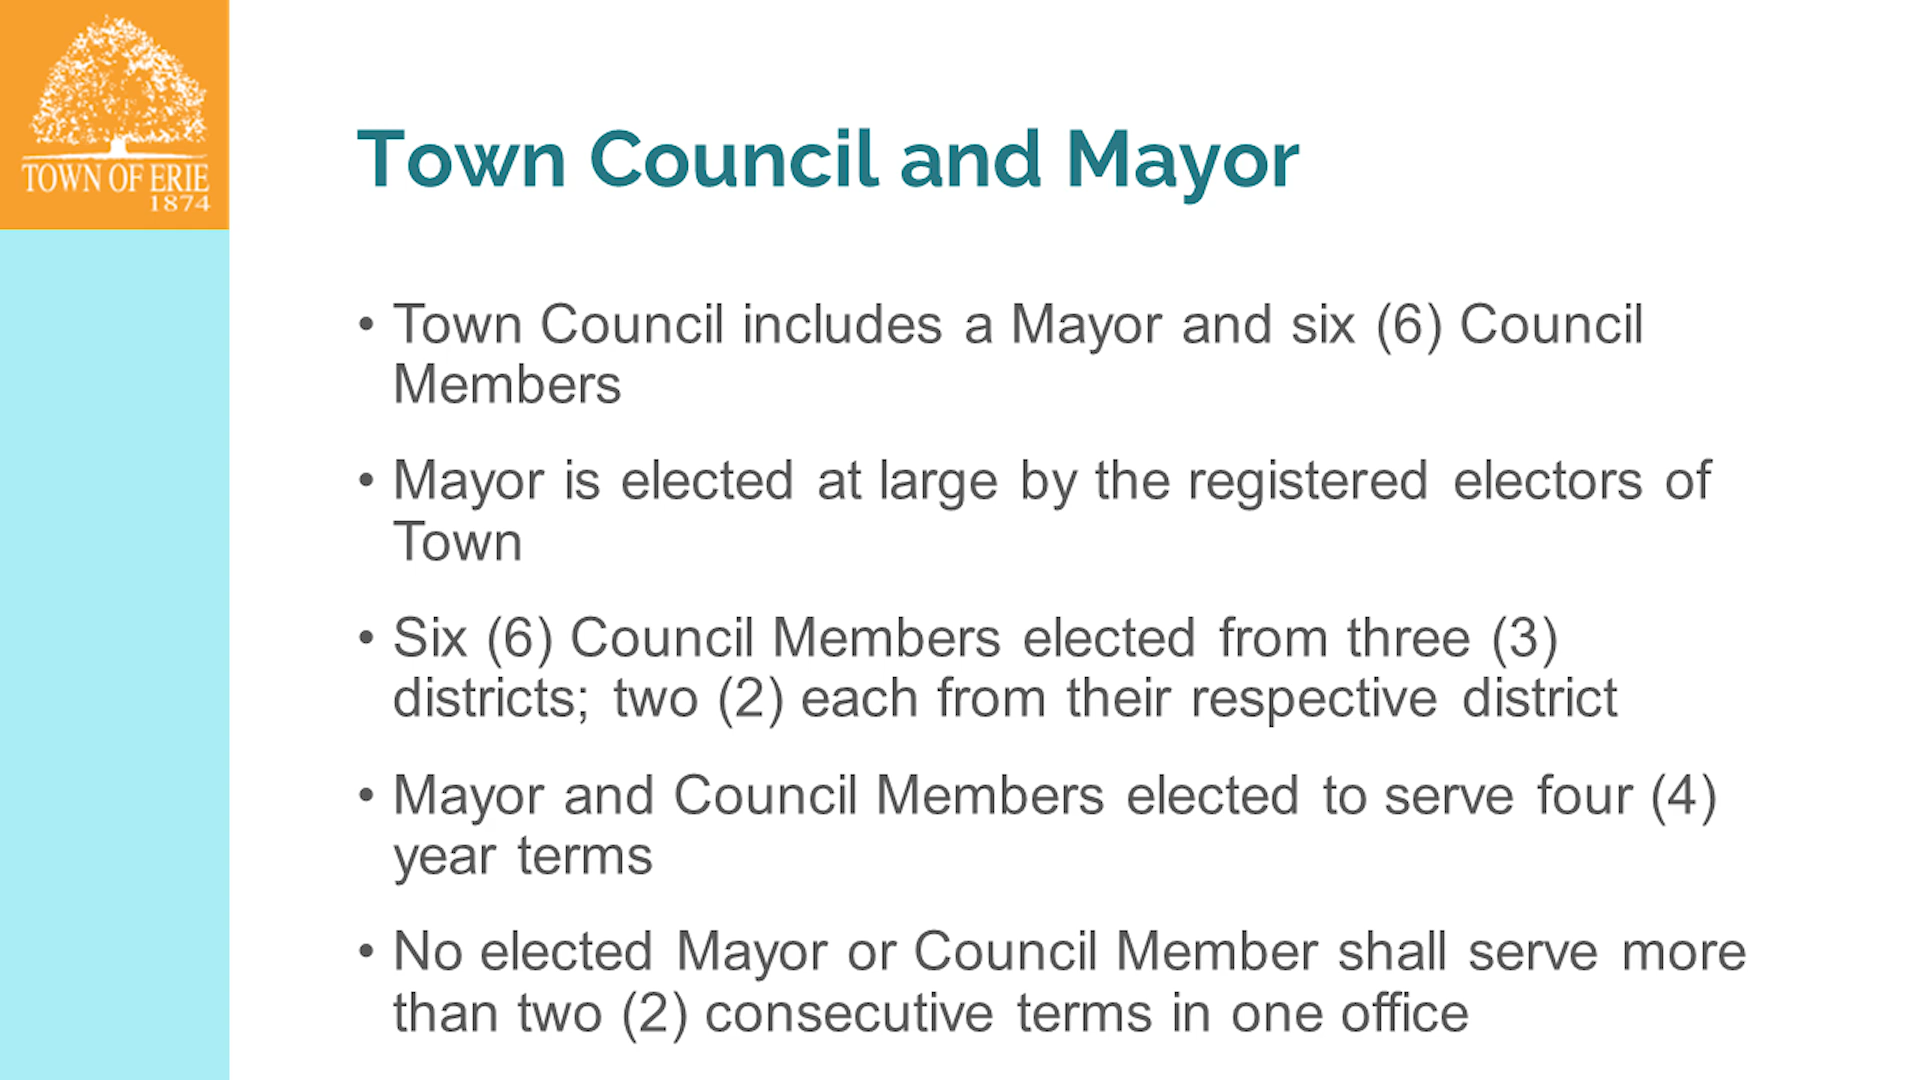 TOWN OF ERIE
1874
Town Council and Mayor
• Town Council includes a Mayor and six (6) Council
Members
• Mayor is elected at large by the registered electors of
Town
• Six (6) Council Members elected from three (3)
districts; two (2) each from their respective district
• Mayor and Council Members elected to serve four (4)
year terms
• No elected Mayor or Council Member shall serve more
than two (2) consecutive terms in one office